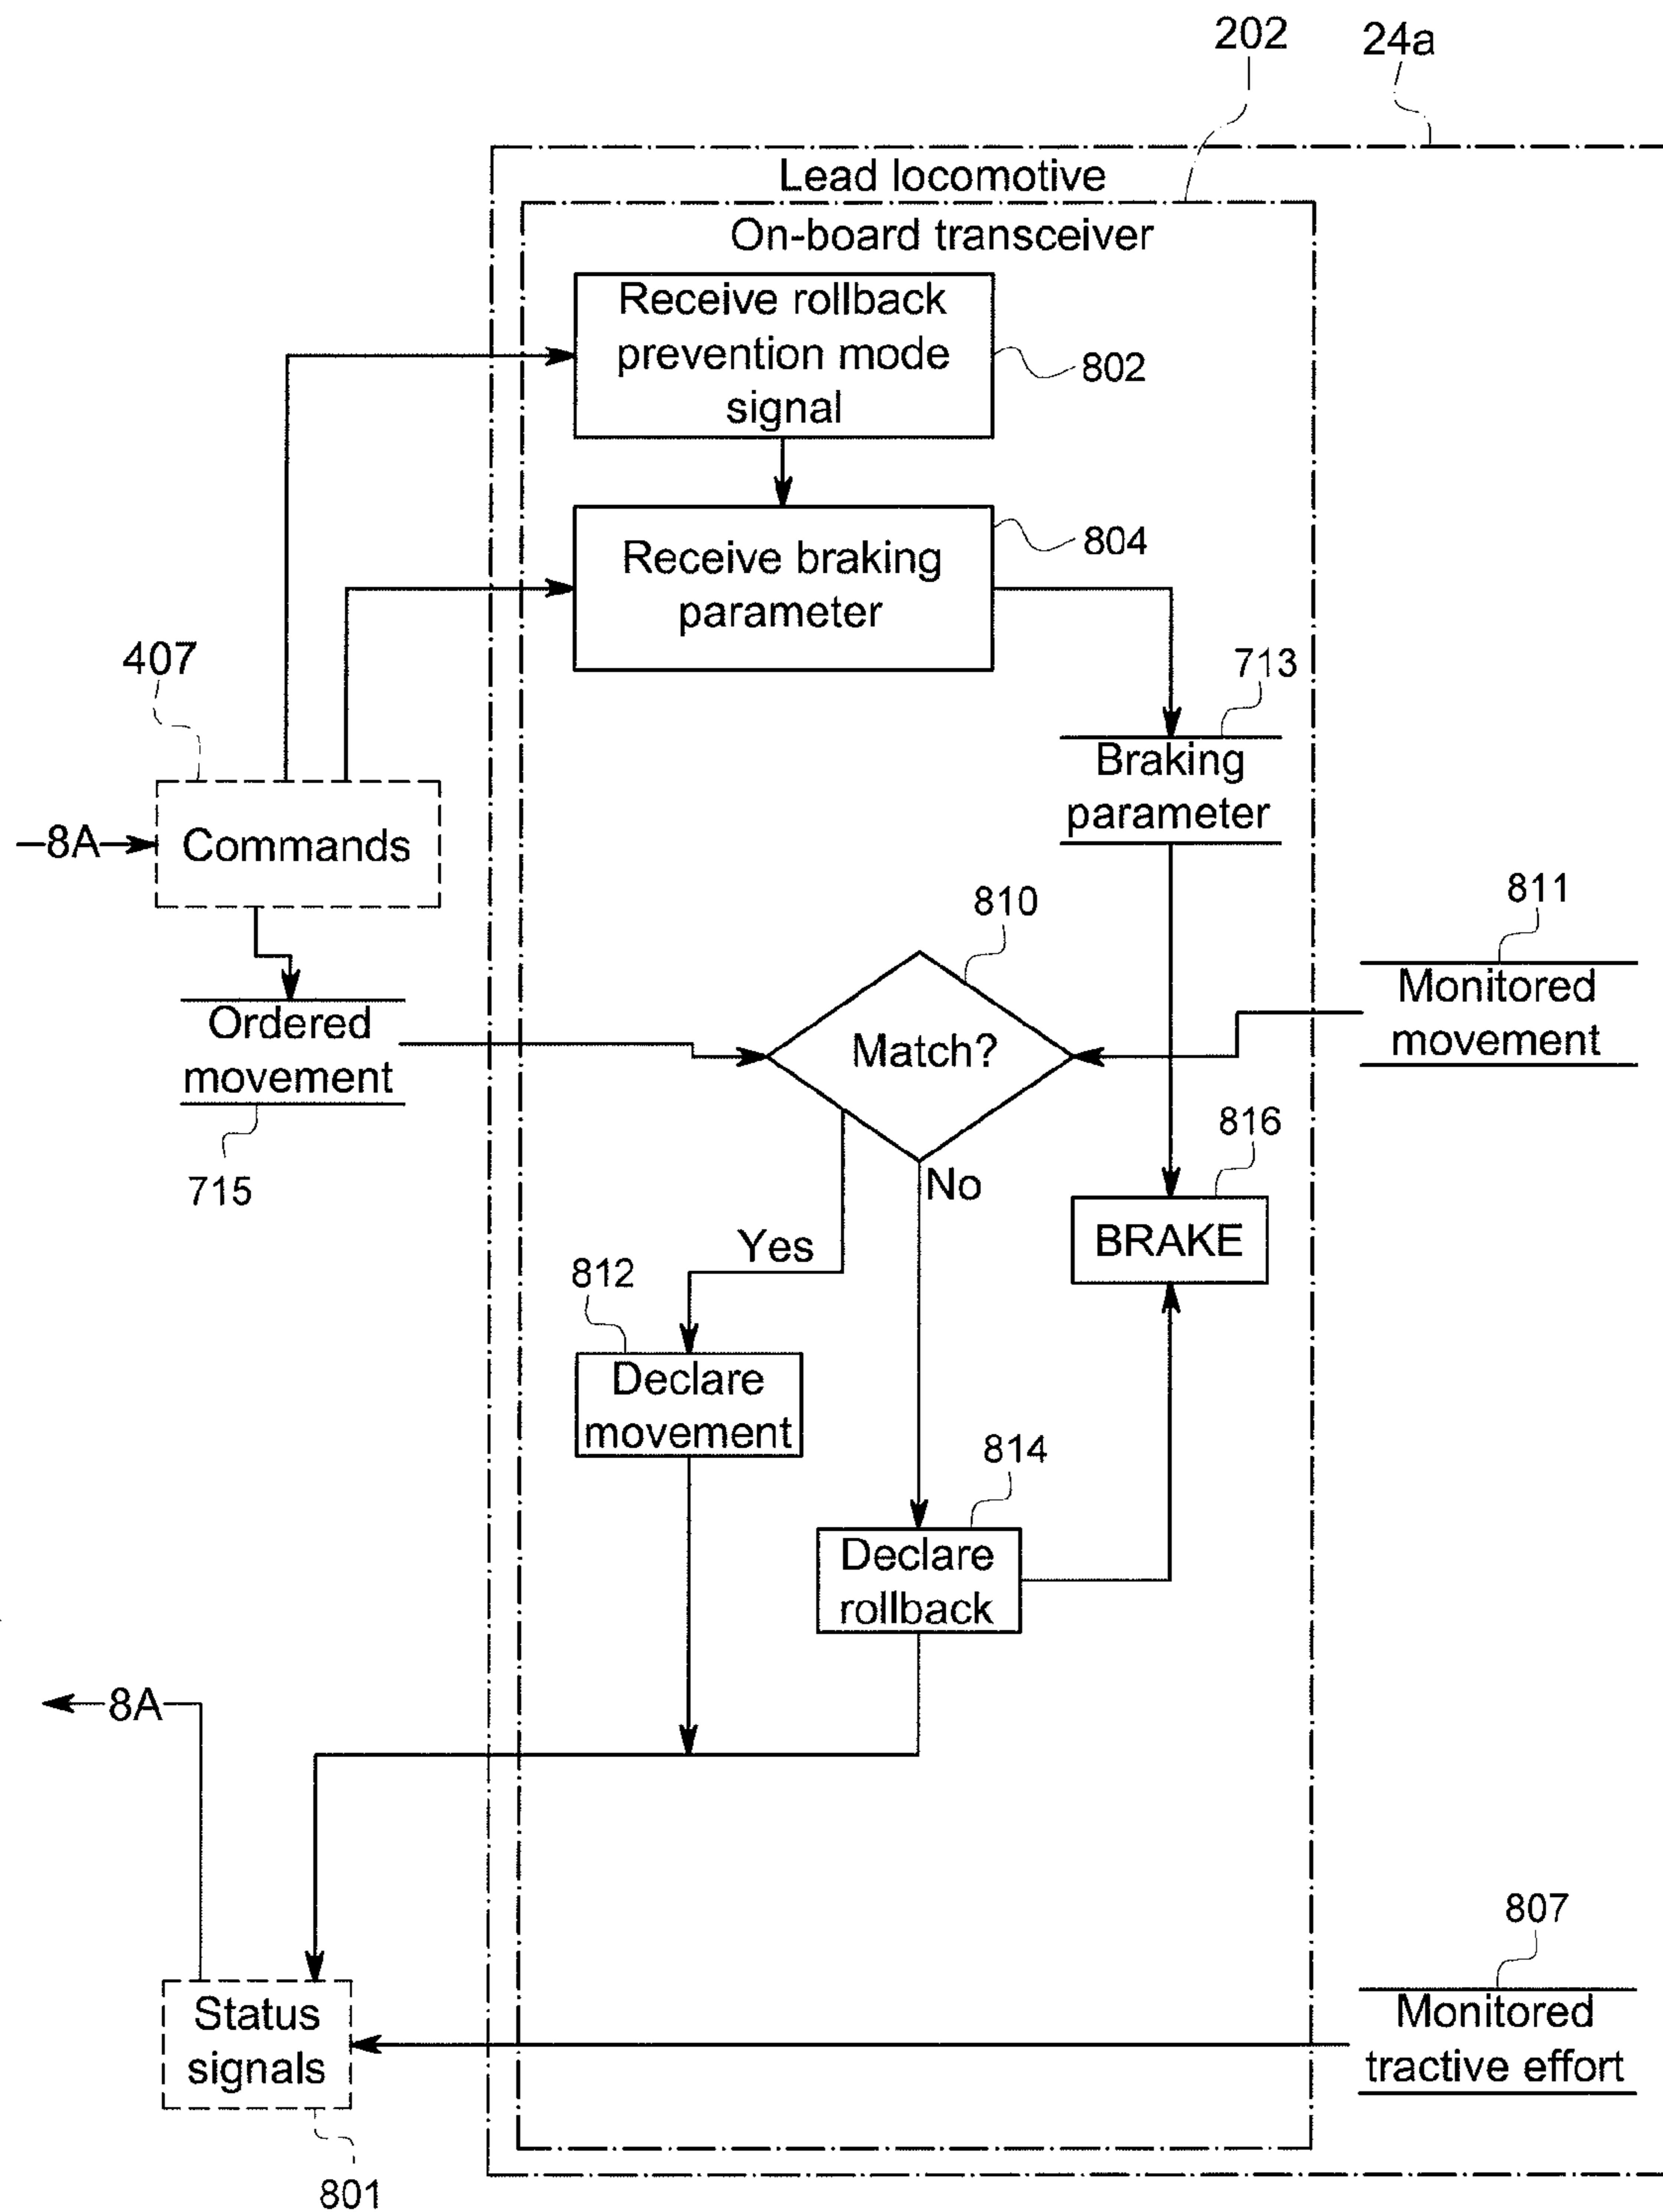 202
24a
Lead locomotive
On-board transceiver
Receive rollback
prevention mode
signal
802
Receive braking
parameter
804
407
713
Commands
8A
Braking
parameter
810
811
Ordered
movement
Match?
Monitored
movement
715
No
816
Yes
BRAKE
812
Declare
movement
814
Declare
rollback
8A
807
Status
signals
Monitored
tractive effort
801